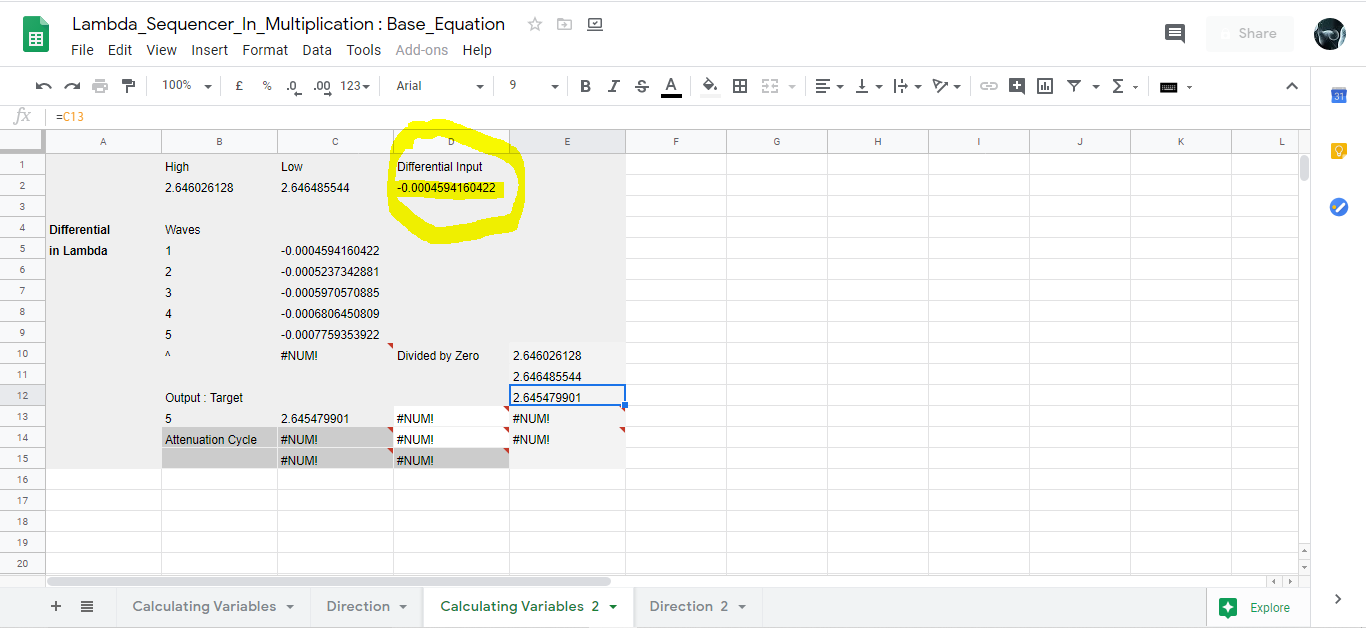 Lambda_Sequencer_In_Multiplication : Base_Equation
Share
File Edit View Insert Format Data Tools Add-ons Help
100% £ % .0 .00 123 Arial 9 B I S A
fx =C13
31
A B C D E F G H I J K L
1 High Low Differential Input
2 2.646026128 2.646485544 -0.0004594160422
3
4 Differential Waves
5 in Lambda 1 -0.0004594160422
6 2 -0.0005237342881
7 3 -0.0005970570885
8 4 -0.0006806450809
9 5 -0.0007759353922
10 ^ #NUM! Divided by Zero 2.646026128
11 2.646485544
12 Output : Target 2.645479901
13 5 2.645479901 #NUM! #NUM!
14 Attenuation Cycle #NUM! #NUM! #NUM!
15 #NUM! #NUM!
16
17
18
19
20
Calculating Variables Direction Calculating Variables 2 Direction 2 Explore